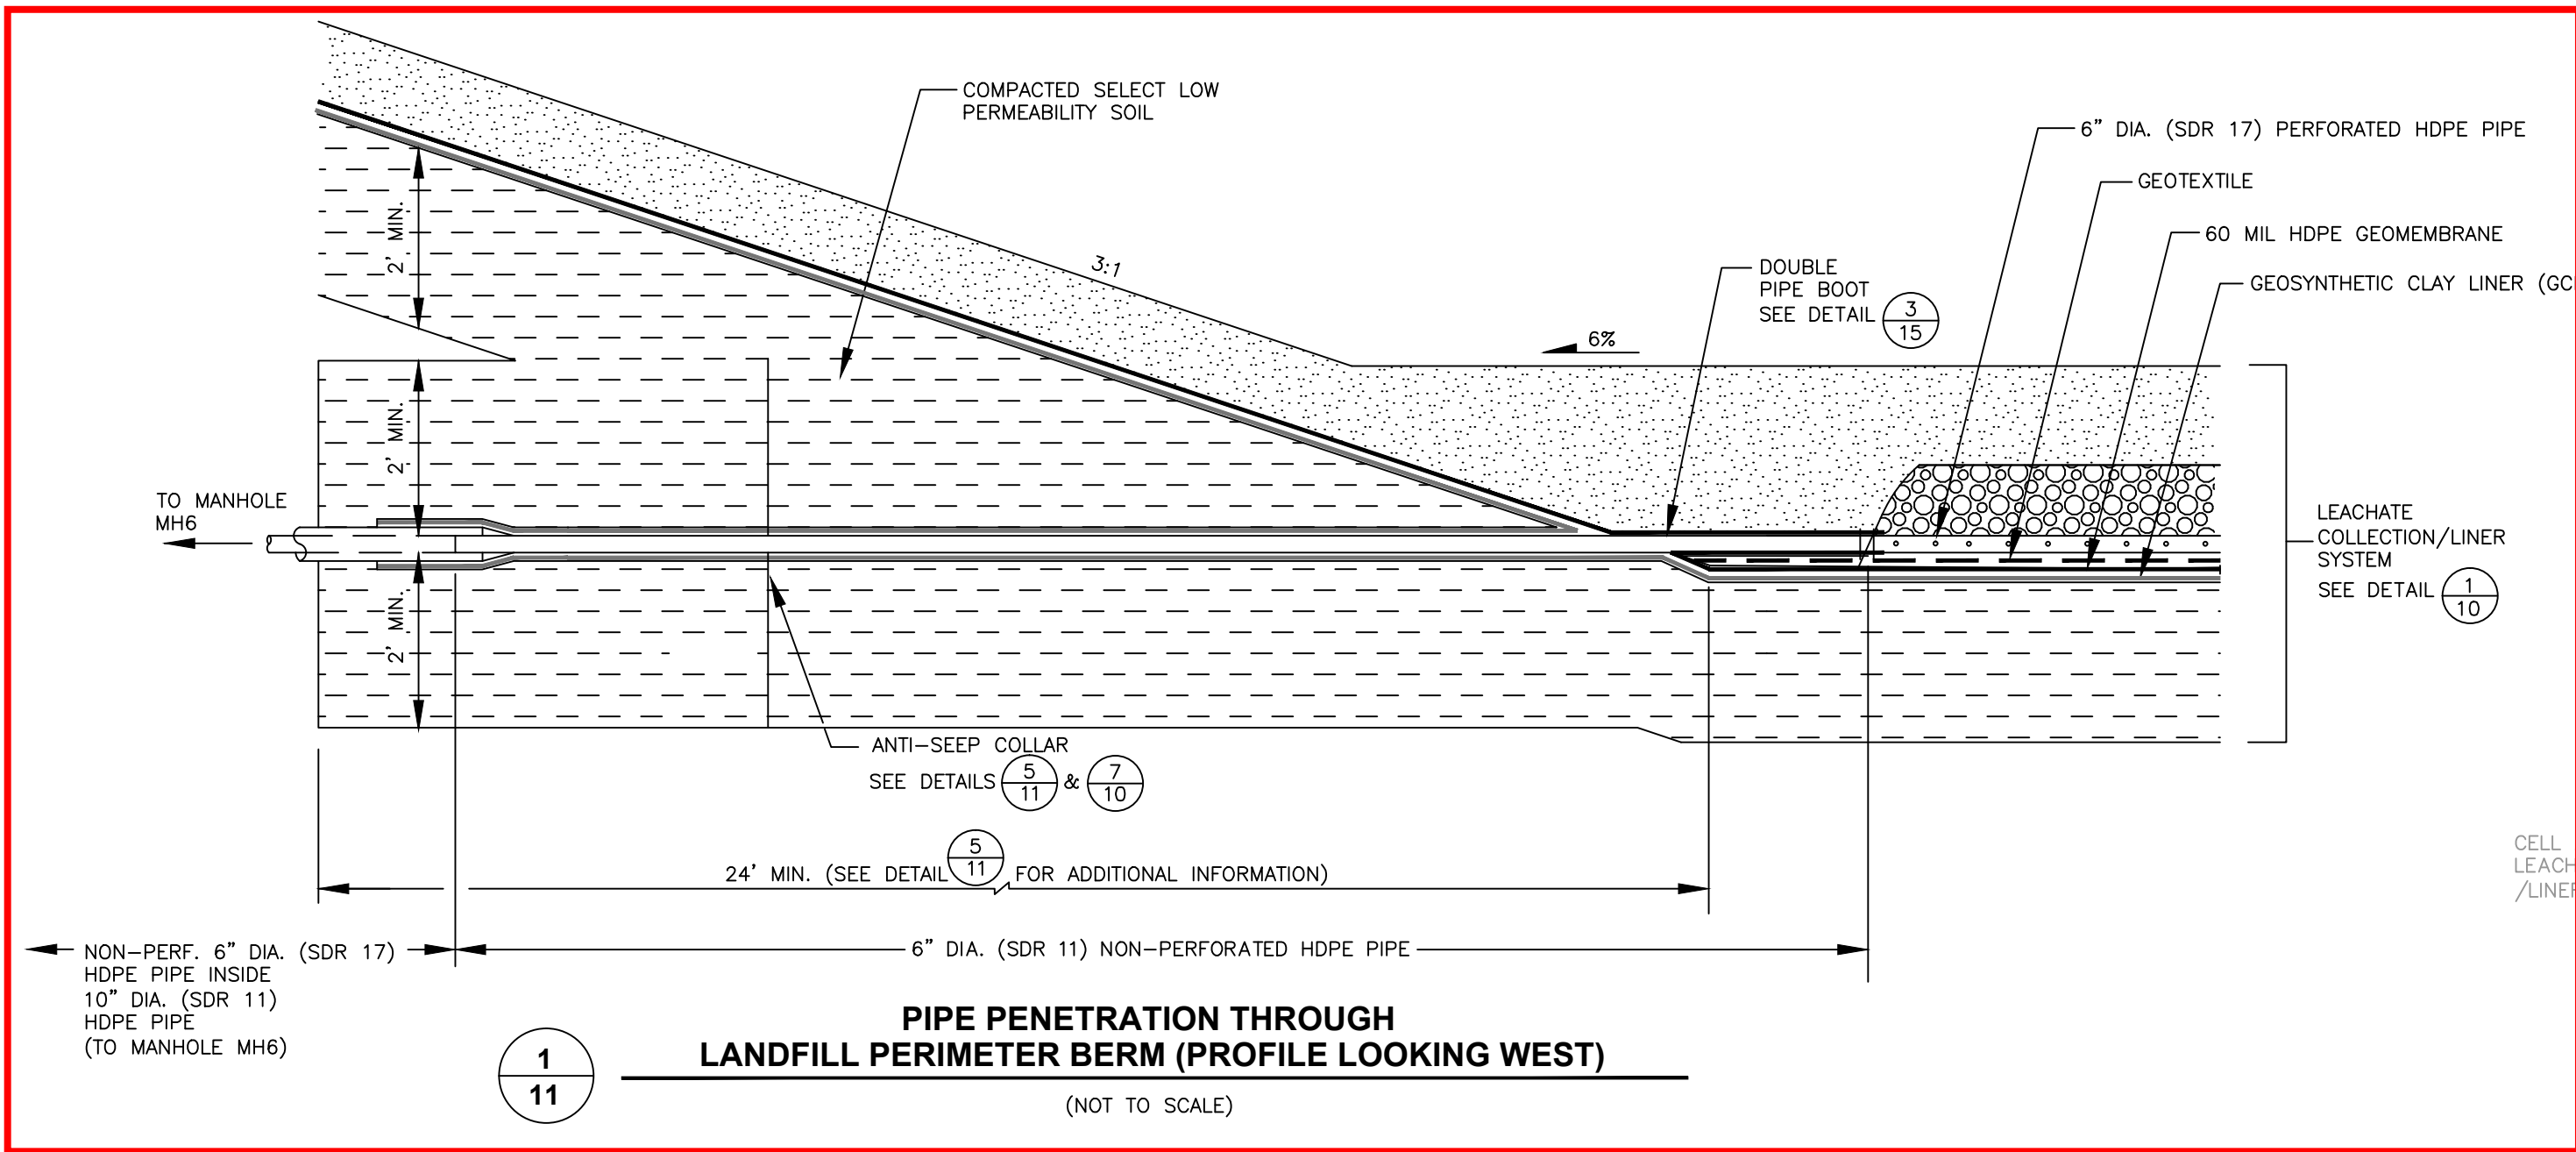 COMPACTED SELECT LOW
PERMEABILITY SOIL
6” DIA. (SDR 17) PERFORATED HDPE PIPE
GEOTEXTILE
60 MIL HDPE GEOMEMBRANE
GEOSYNTHETIC CLAY LINER (GC
DOUBLE
PIPE BOOT
SEE DETAIL 3
15
3:1
6%
2' MIN.
2' MIN.
2' MIN.
TO MANHOLE
MH6
LEACHATE
COLLECTION/LINER
SYSTEM
SEE DETAIL 1
10
ANTI-SEEP COLLAR
SEE DETAILS 5
11 & 7
10
24' MIN. (SEE DETAIL 5
11 FOR ADDITIONAL INFORMATION)
CELL
LEACH
/LINER
NON-PERF. 6” DIA. (SDR 17)
HDPE PIPE INSIDE
10” DIA. (SDR 11)
HDPE PIPE
(TO MANHOLE MH6)
6” DIA. (SDR 11) NON-PERFORATED HDPE PIPE
1
11
PIPE PENETRATION THROUGH
LANDFILL PERIMETER BERM (PROFILE LOOKING WEST)
(NOT TO SCALE)